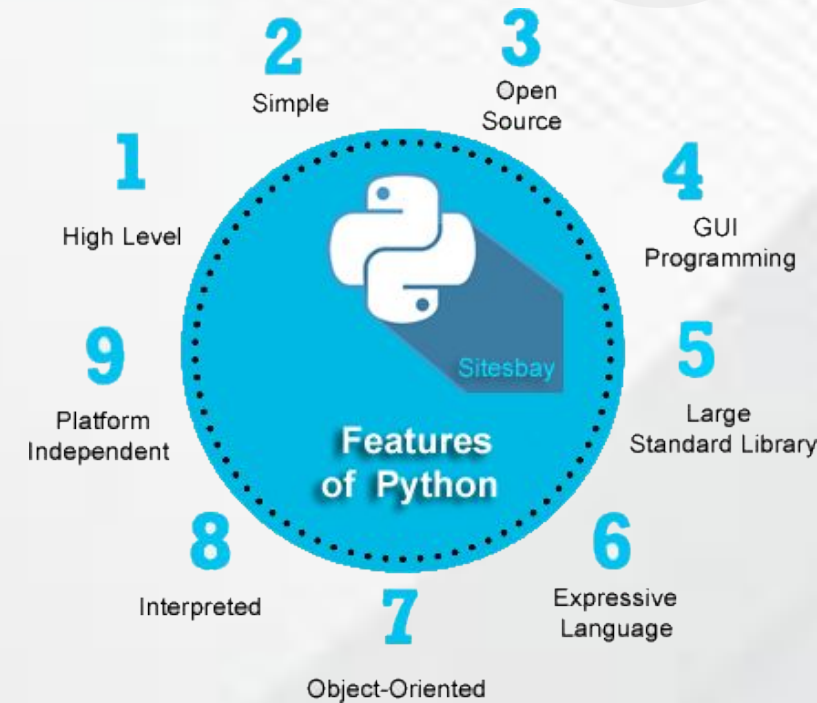 1
High Level
2
Simple
3
Open
Source
4
GUI
Programming
5
Large
Standard Library
6
Expressive
Language
7
Object-Oriented
8
Interpreted
9
Platform
Independent
Sitesbay
Features
of Python